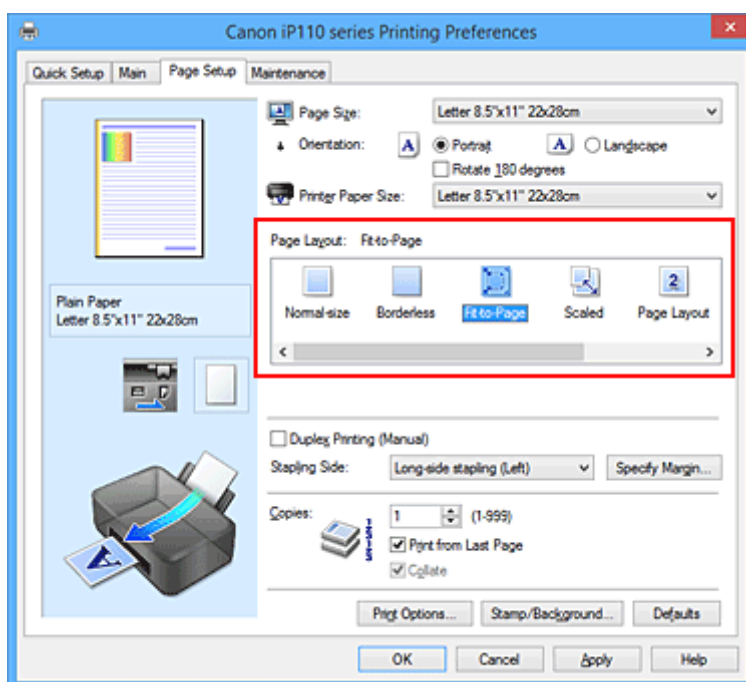 Canon iP110 series Printing Preferences
Quick Setup Main Page Setup Maintenance
Page Size: Letter 8.5"x11" 22x28cm
Orientation: A Portrait A Landscape
Rotate 180 degrees
Printer Paper Size: Letter 8.5"x11" 22x28cm
Page Layout: Fit-to-Page
2
Normal-size Borderless Fit-to-Page Scaled Page Layout
Plain Paper
Letter 8.5"x11" 22x28cm
Duplex Printing (Manual)
Stapling Side: Long-side stapling (Left) Specify Margin...
Copies: 1 (1-999)
Print from Last Page
Collate
A
Print Options... Stamp/Background... Defaults
OK Cancel Apply Help